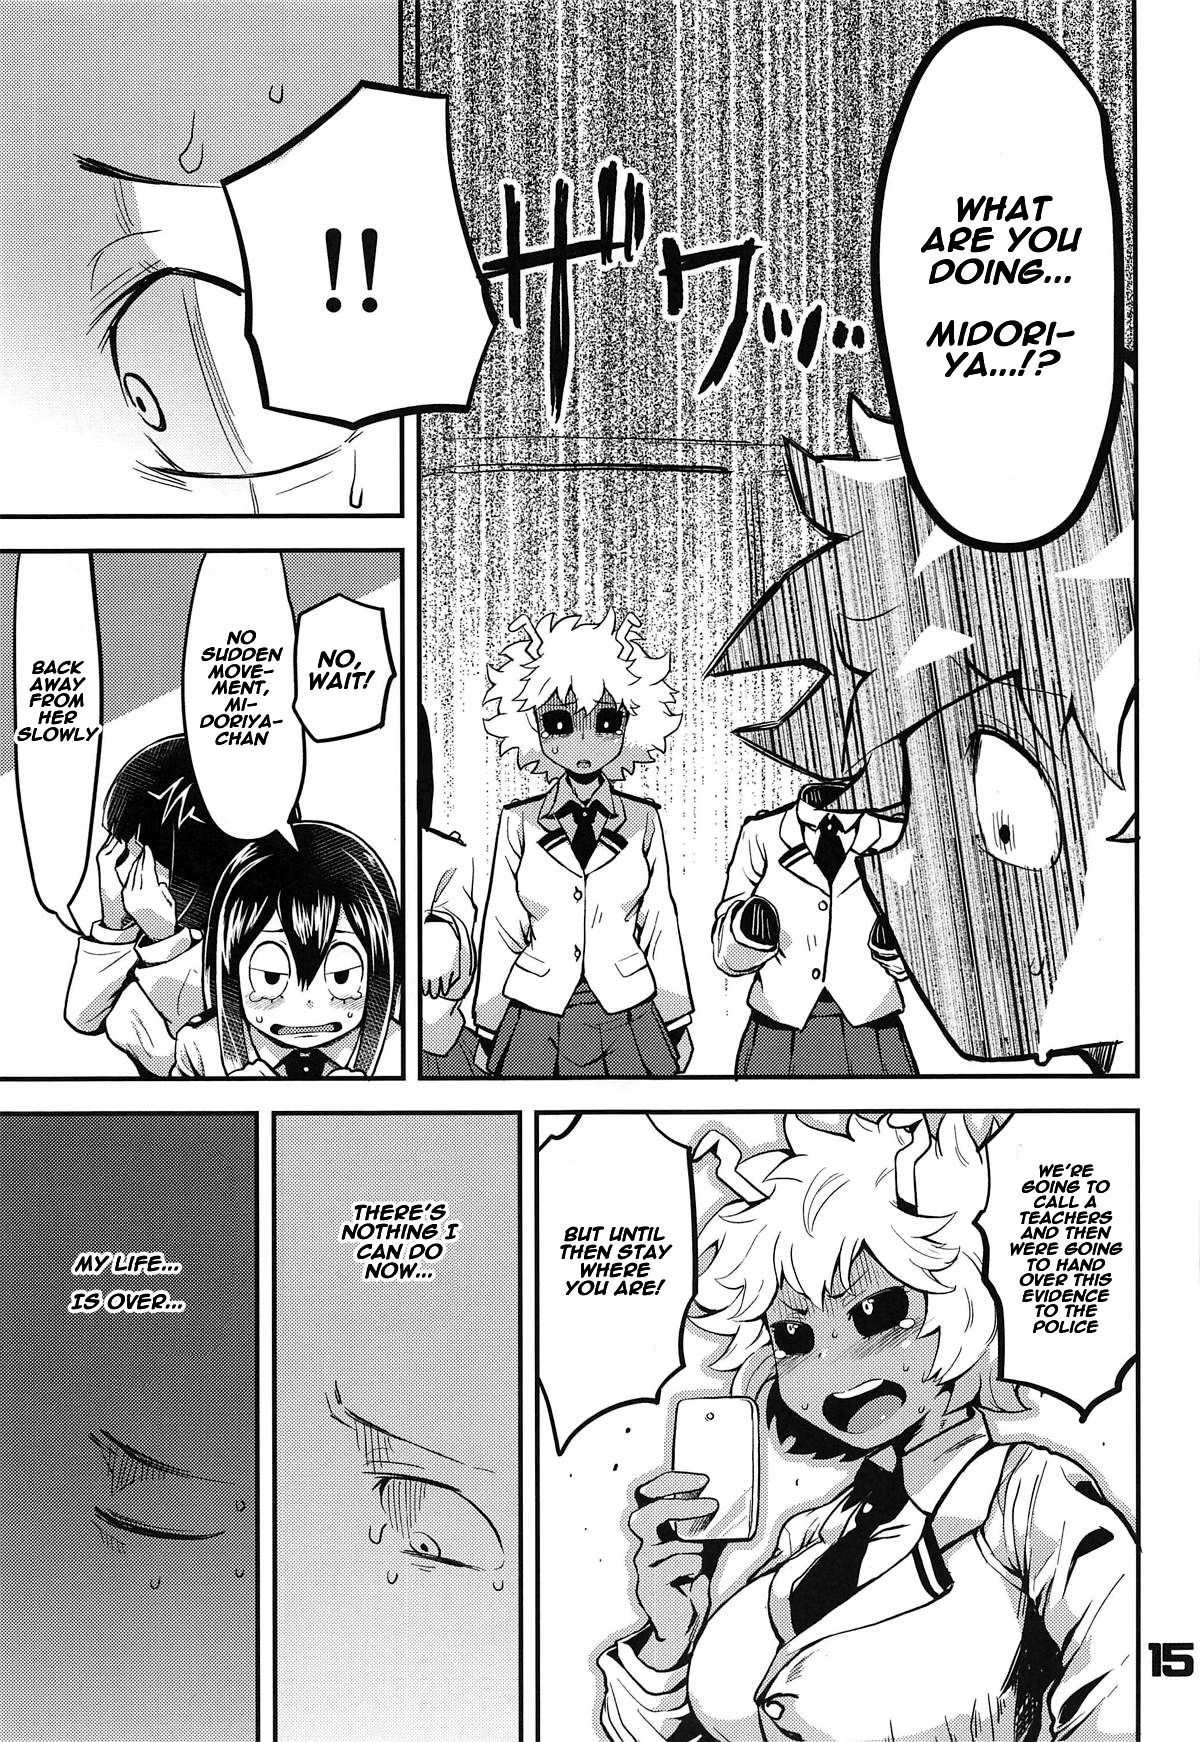 WHAT
ARE YOU
DOING...
MIDORI-
YA...!?
ザワッ…
!!
NO,
WAIT!
NO
SUDDEN
MOVE-
MENT,
MI-
DORIYA-
CHAN
BACK
AWAY
FROM
HER
SLOWLY
WE'RE
GOING TO
CALL A
TEACHERS
AND THEN
WERE GOING
TO HAND
OVER THIS
EVIDENCE
TO THE
POLICE
BUT UNTIL
THEN STAY
WHERE
YOU ARE!
THERE'S
NOTHING I
CAN DO
NOW...
MY LIFE...
IS OVER...
15